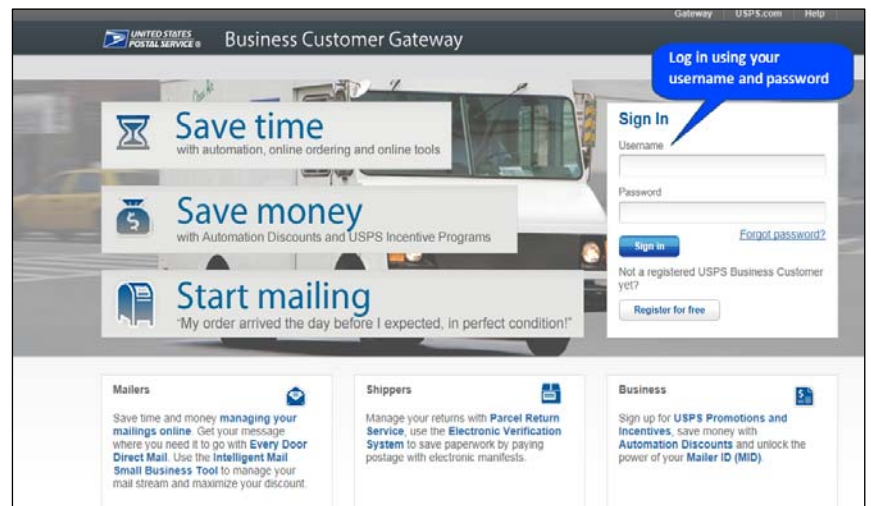 Gateway USPS.com Help
UNITED STATES
POSTAL SERVICE ®
Business Customer Gateway
Log in using your
username and password
Save time
with automation, online ordering and online tools
Save money
with Automation Discounts and USPS Incentive Programs
Start mailing
"My order arrived the day before I expected, in perfect condition!"
Sign In
Username
Password
Sign in
Forgot password?
Not a registered USPS Business Customer
yet?
Register for free
Mailers
Save time and money managing your
mailings online. Get your message
where you need it to go with Every Door
Direct Mail. Use the Intelligent Mail
Small Business Tool to manage your
mail stream and maximize your discount.
Shippers
Manage your returns with Parcel Return
Service, use the Electronic Verification
System to save paperwork by paying
postage with electronic manifests.
Business
Sign up for USPS Promotions and
Incentives, save money with
Automation Discounts and unlock the
power of your Mailer ID (MID).